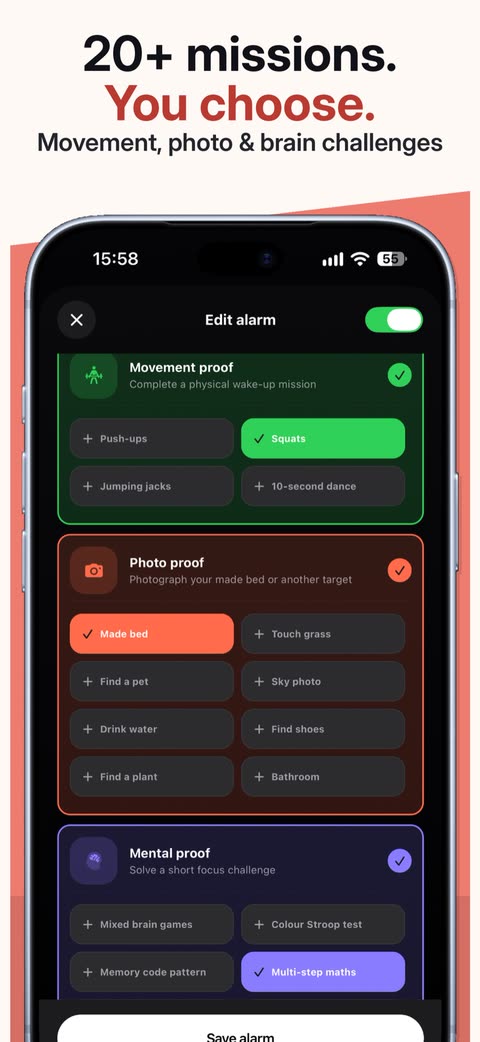 20+ missions.
You choose.
Movement, photo & brain challenges
15:58
55
Edit alarm
Movement proof
Complete a physical wake-up mission
Push-ups
Squats
Jumping jacks
10-second dance
Photo proof
Photograph your made bed or another target
Made bed
Touch grass
Find a pet
Sky photo
Drink water
Find shoes
Find a plant
Bathroom
Mental proof
Solve a short focus challenge
Mixed brain games
Colour Stroop test
Memory code pattern
Multi-step maths
Save alarm